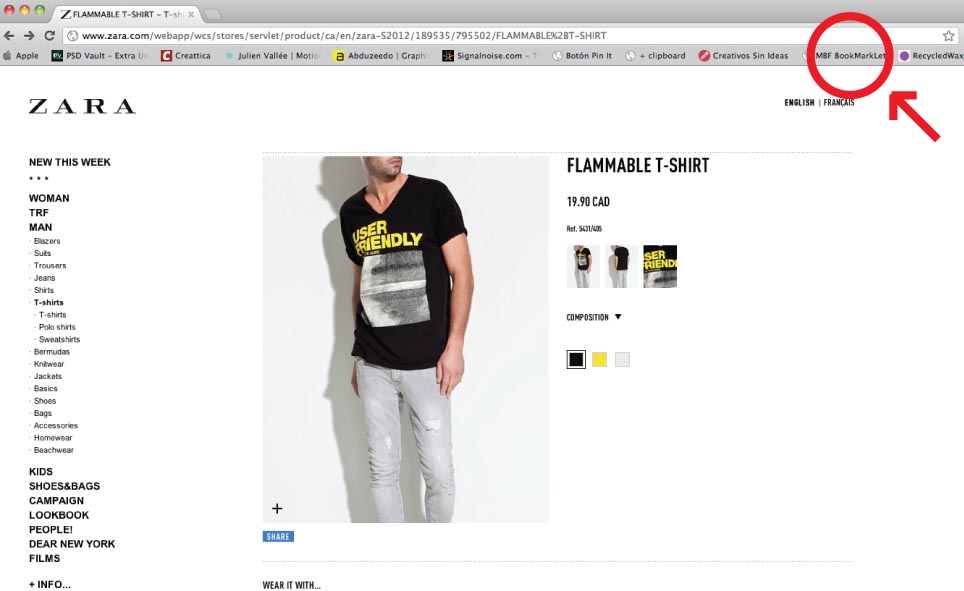 FLAMMABLE T-SHIRT - T-shi
www.zara.com/webapp/wcs/stores/servlet/product/ca/en/zara-S2012/189535/795502/FLAMMABLE%2BT-SHIRT
Apple PSD Vault – Extra Un Creattica Julien Vallée | Motion Abduzeedo | Graphi Signalnoise.com – T Botón Pin It + clipboard Creativos Sin Ideas MBF BookMarkLet RecycledWax
ZARA
ENGLISH | FRANÇAIS
NEW THIS WEEK
* * *
WOMAN
TRF
MAN
· Blazers
· Suits
· Trousers
· Jeans
· Shirts
· T-shirts
· T-shirts
· Polo shirts
· Sweatshirts
· Bermudas
· Knitwear
· Jackets
· Basics
· Shoes
· Bags
· Accessories
· Homewear
· Beachwear
KIDS
SHOES&BAGS
CAMPAIGN
LOOKBOOK
PEOPLE!
DEAR NEW YORK
FILMS
+ INFO...
USER
FRIENDLY
+
SHARE
WEAR IT WITH...
FLAMMABLE T-SHIRT
19.90 CAD
Ref. 5431/405
SER
RIEND
COMPOSITION ▼